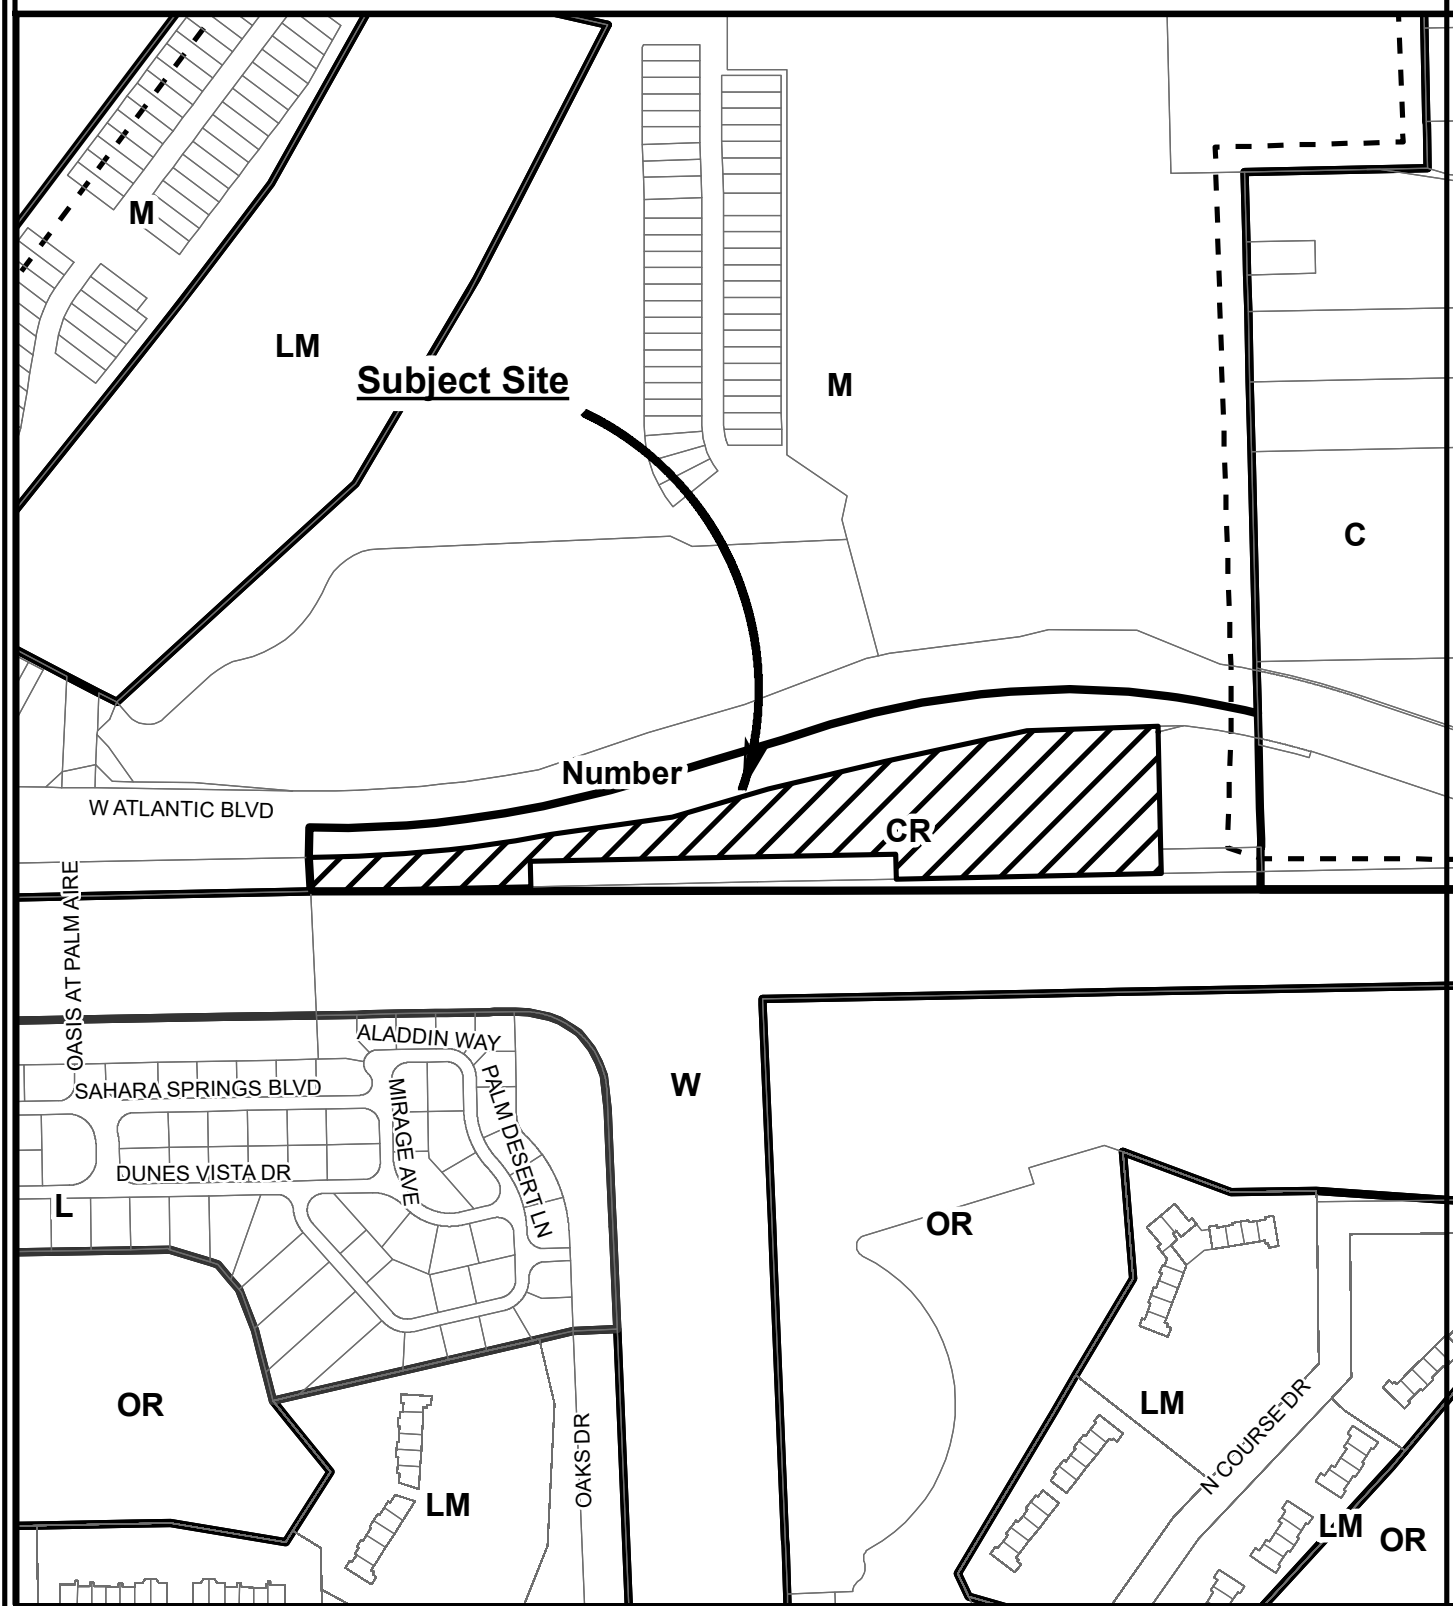 M
LM
Subject Site
M
C
Number
W ATLANTIC BLVD
CR
OASIS AT PALM AIRE
ALADDIN WAY
SAHARA SPRINGS BLVD
MIRAGE AVE
PALM DESERT LN
W
DUNES VISTA DR
L
OR
OR
LM
N COURSE DR
OAKS DR
LM
LM
OR